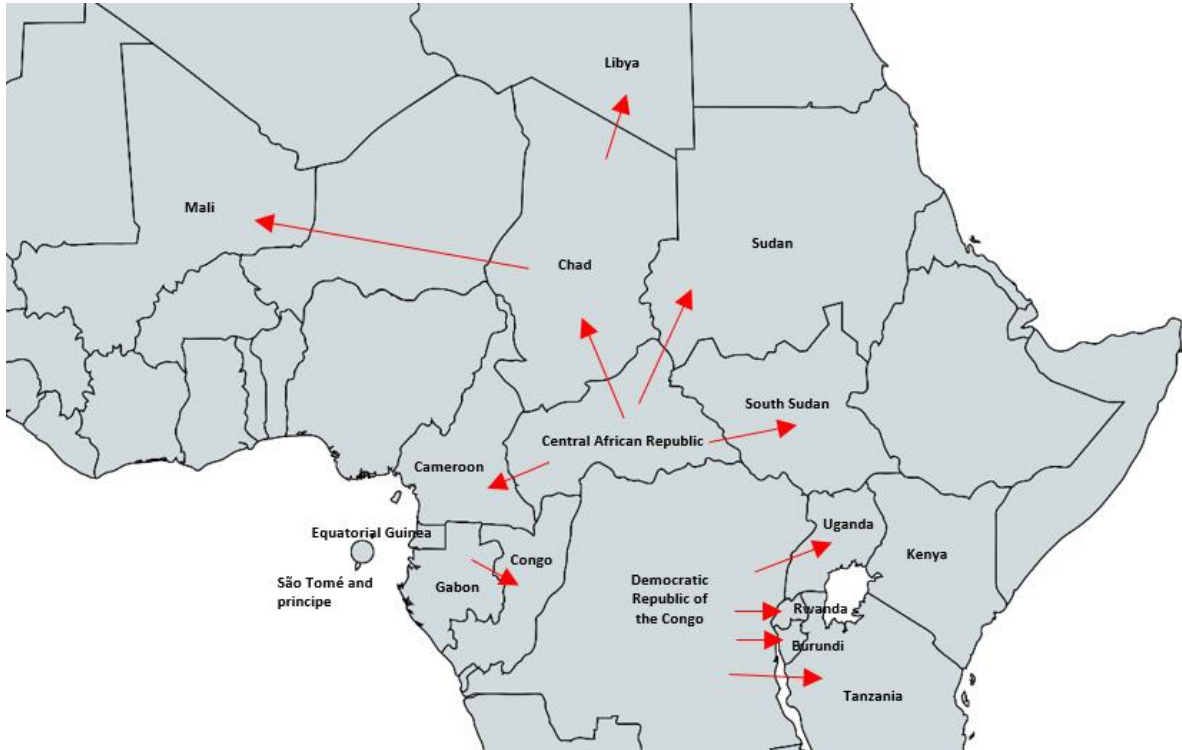 Libya
Mali
Sudan
Chad
South Sudan
Central African Republic
Cameroon
Uganda
Equatorial Guinea
Congo
Kenya
São Tomé and
principe
Gabon
Democratic
Republic of
the Congo
Rwanda
Burundi
Tanzania